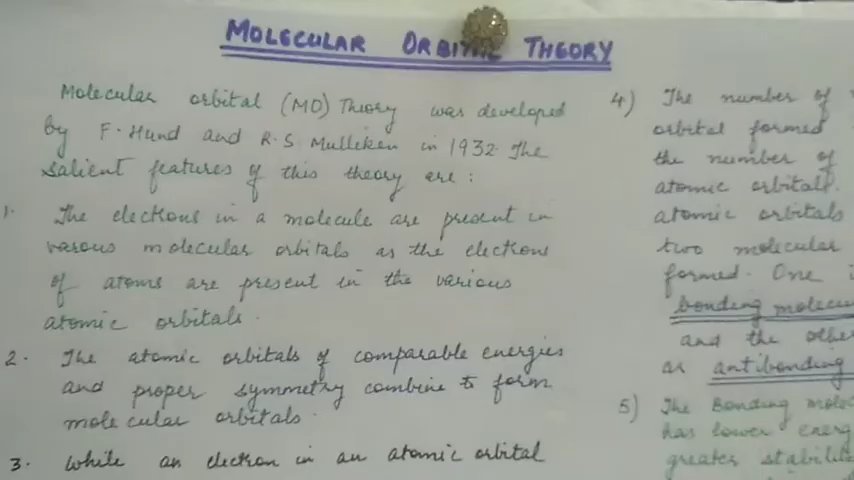 MOLECULAR ORBITAL THEORY
Molecular orbital (MO) Theory was developed
by F. Hund and R.S. Mulliken in 1932. The
salient features of this theory are:
1. The electrons in a molecule are present in
varous molecular orbitals as the electrons
of atoms are present in the various
atomic orbitals.
2. The atomic orbitals of comparable energies
and proper symmetry combine to form
molecular orbitals.
3. While an electron in an atomic orbital
4) The number of
orbital formed
the number of
atomic orbitals.
atomic orbitals
two molecular
formed. One
bonding molecu
and the othe
as antibonding
5) The Bonding mole
has lower energ
greater stabili